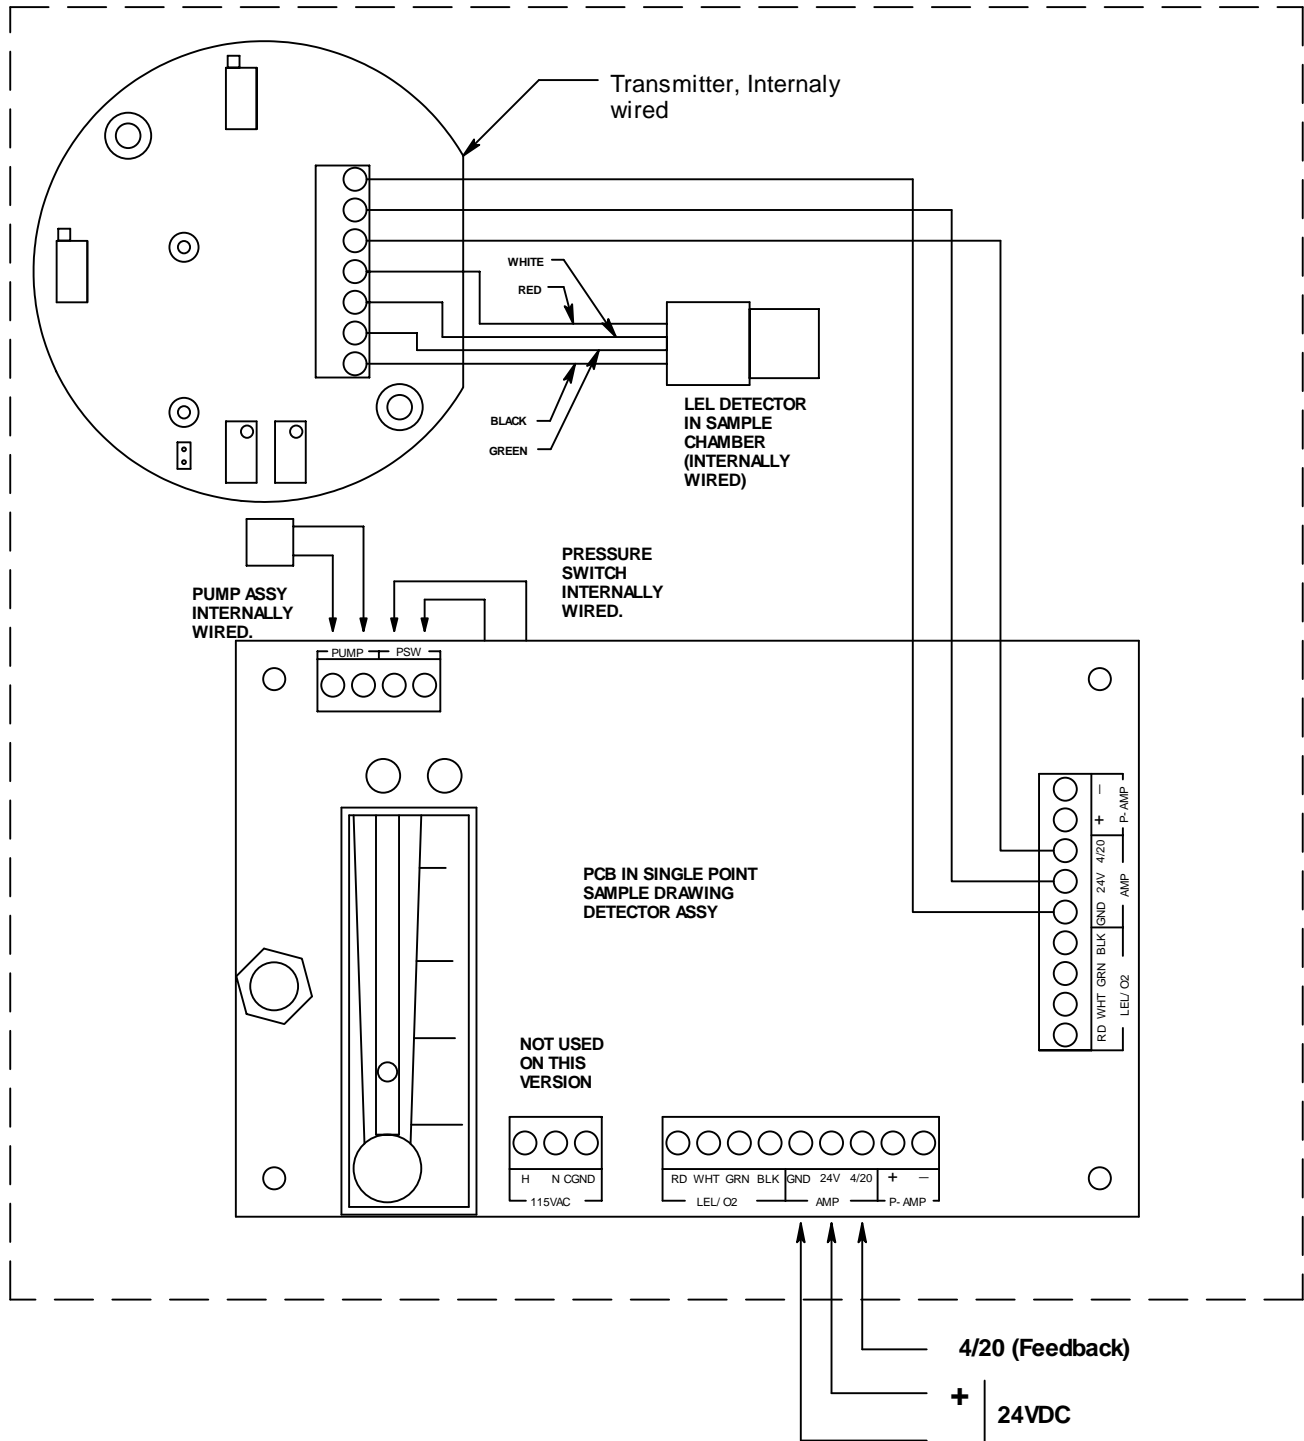 Transmitter, Internaly
wired
WHITE
RED
BLACK
GREEN
LEL DETECTOR
IN SAMPLE
CHAMBER
(INTERNALLY
WIRED)
PUMP ASSY
INTERNALLY
WIRED.
PRESSURE
SWITCH
INTERNALLY
WIRED.
PUMP PSW
PCB IN SINGLE POINT
SAMPLE DRAWING
DETECTOR ASSY
RD WHT GRN BLK GND 24V 4/20 + –
LEL/ O2 AMP P- AMP
NOT USED
ON THIS
VERSION
H N CGND
115VAC
RD WHT GRN BLK GND 24V 4/20 + –
LEL/ O2 AMP P- AMP
4/20 (Feedback)
+
24VDC